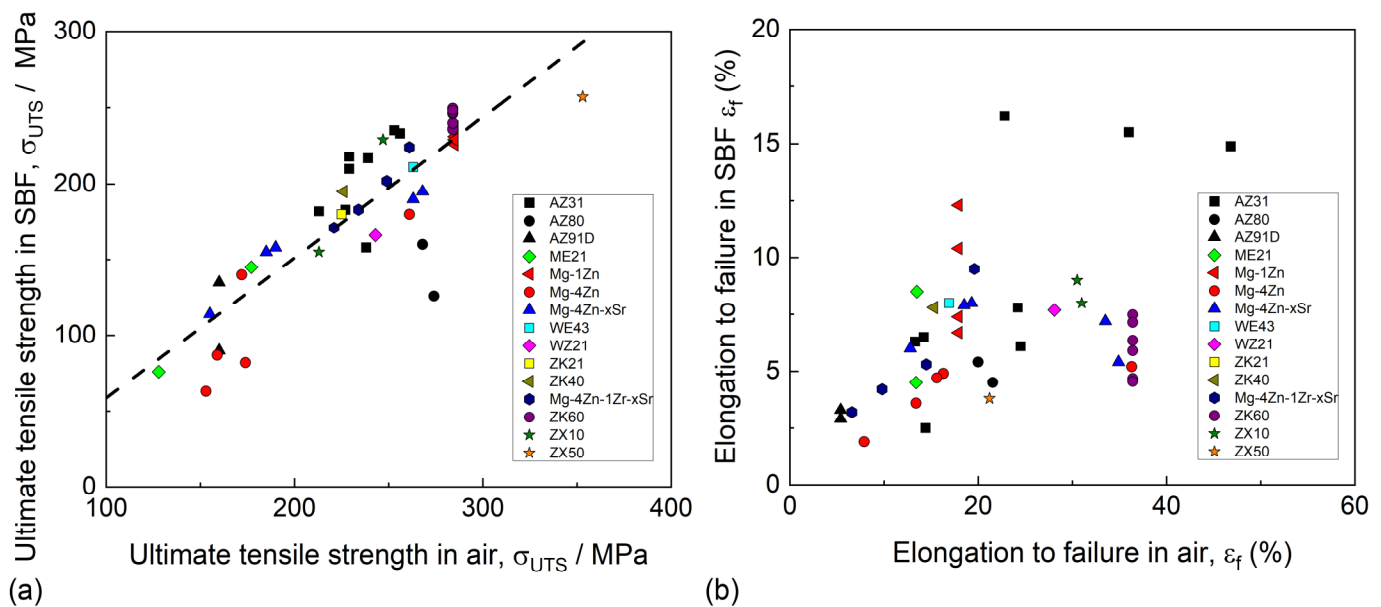 300
200
100
0
100
200
300
400
Ultimate tensile strength in SBF, σUTS / MPa
Ultimate tensile strength in air, σUTS / MPa
AZ31
AZ80
AZ91D
ME21
Mg-1Zn
Mg-4Zn
Mg-4Zn-xSr
WE43
WZ21
ZK21
ZK40
Mg-4Zn-1Zr-xSr
ZK60
ZX10
ZX50
(a)
20
15
10
5
0
0
20
40
60
Elongation to failure in SBF εf (%)
Elongation to failure in air, εf (%)
AZ31
AZ80
AZ91D
ME21
Mg-1Zn
Mg-4Zn
Mg-4Zn-xSr
WE43
WZ21
ZK21
ZK40
Mg-4Zn-1Zr-xSr
ZK60
ZX10
ZX50
(b)